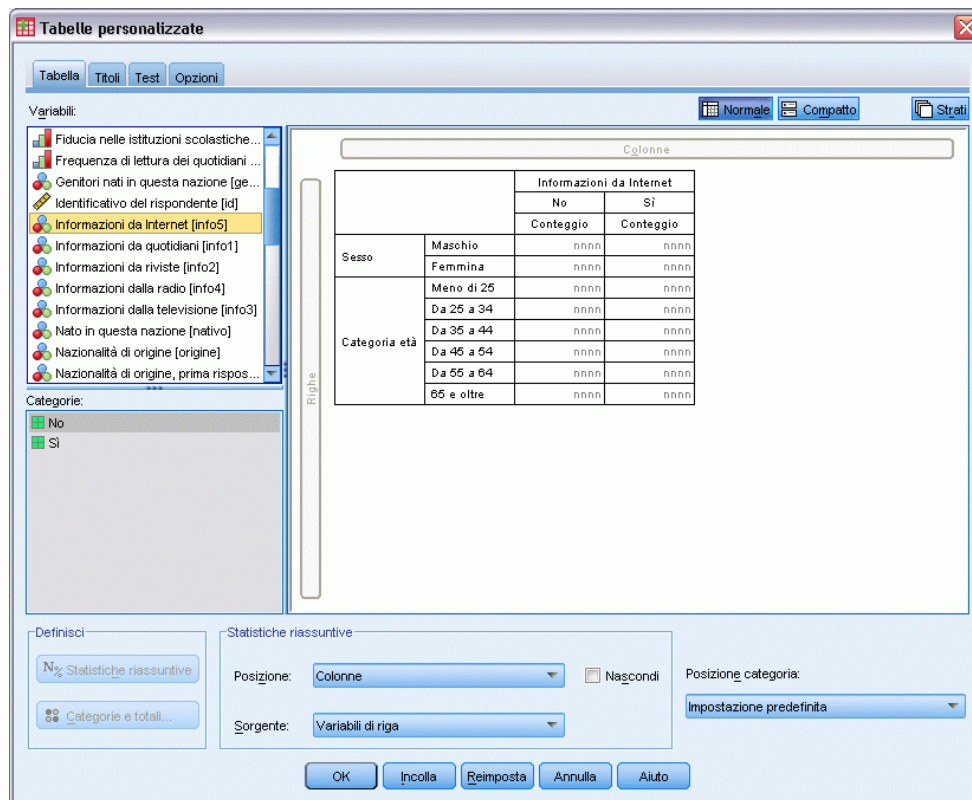 Tabelle personalizzate
Tabella Titoli Test Opzioni
Variabili:
Normale Compatto Strati
Fiducia nelle istituzioni scolastiche...
Frequenza di lettura dei quotidiani ...
Genitori nati in questa nazione [ge...
Identificativo del rispondente [id]
Informazioni da Internet [info5]
Informazioni da quotidiani [info1]
Informazioni da riviste [info2]
Informazioni dalla radio [info4]
Informazioni dalla televisione [info3]
Nato in questa nazione [nativo]
Nazionalità di origine [origine]
Nazionalità di origine, prima rispos...
Categorie:
No
Sì
Colonne
Righe
Informazioni da Internet
No Sì
Conteggio Conteggio
Sesso
Maschio nnnn nnnn
Femmina nnnn nnnn
Categoria età
Meno di 25 nnnn nnnn
Da 25 a 34 nnnn nnnn
Da 35 a 44 nnnn nnnn
Da 45 a 54 nnnn nnnn
Da 55 a 64 nnnn nnnn
65 e oltre nnnn nnnn
Definisci
N% Statistiche riassuntive
Categorie e totali...
Statistiche riassuntive
Posizione: Colonne Nascondi
Sorgente: Variabili di riga
Posizione categoria:
Impostazione predefinita
OK Incolla Reimposta Annulla Aiuto